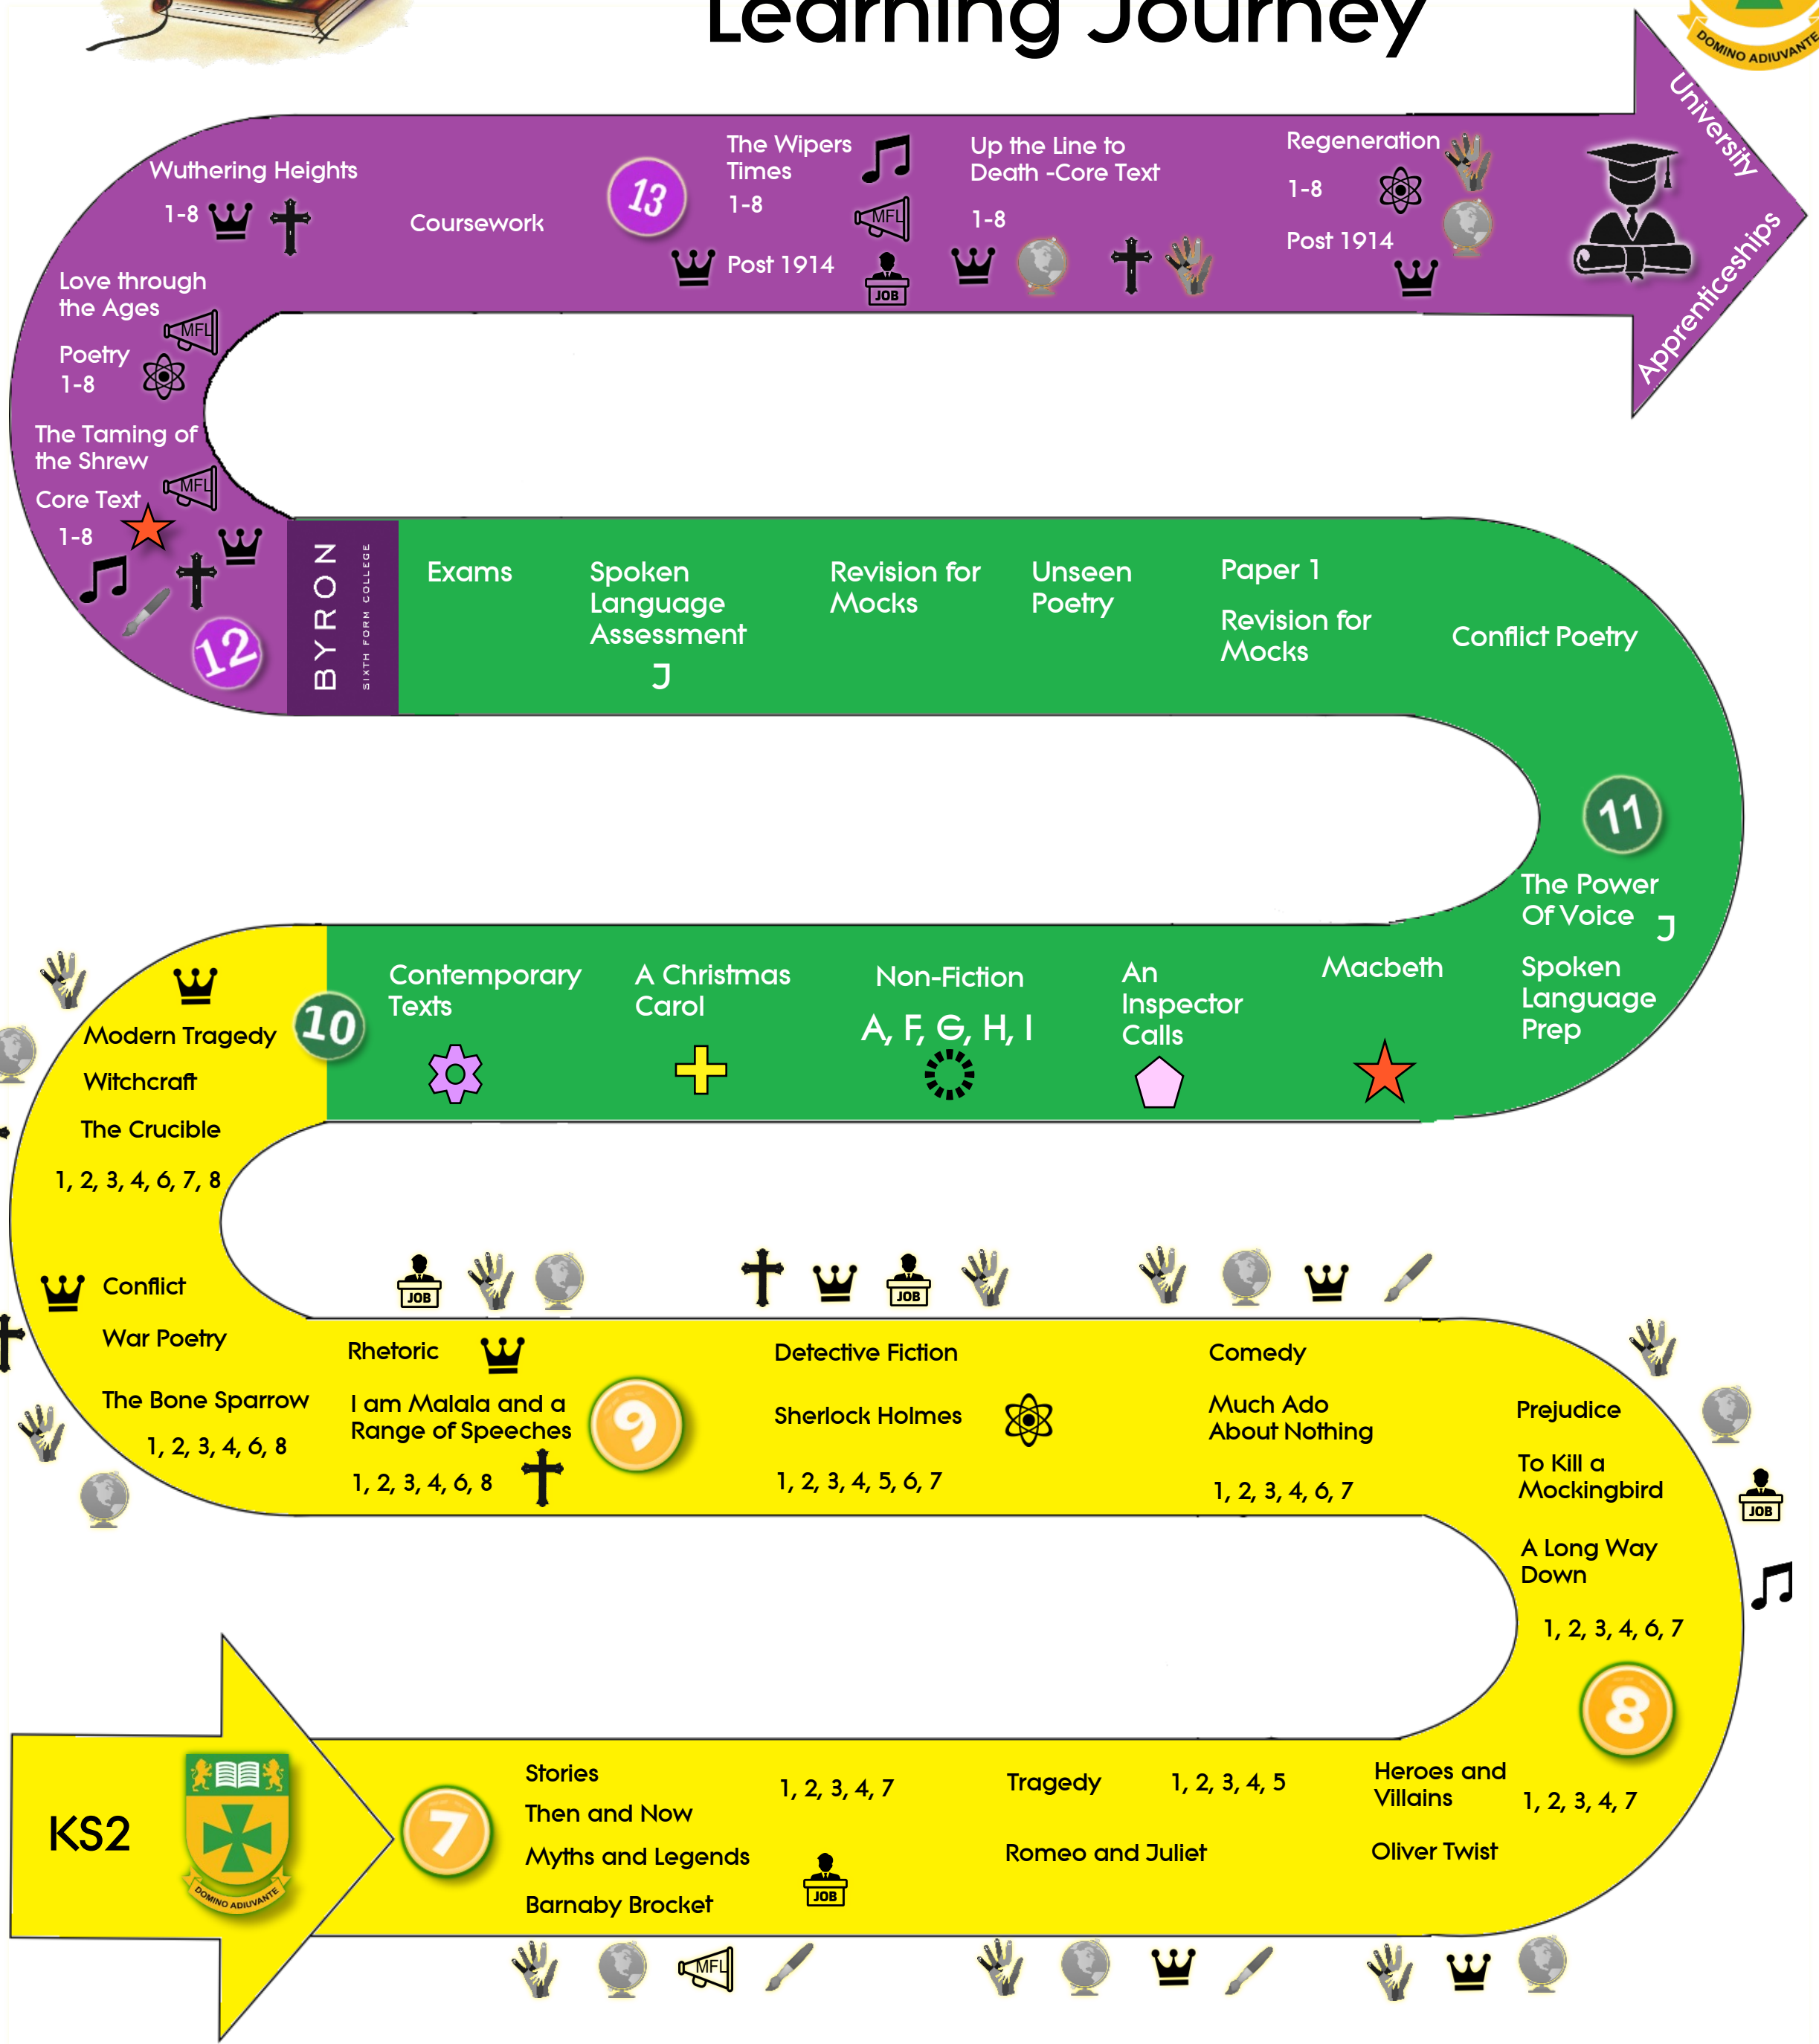 Learning Journey
DOMINO ADIUVANTE
University
Apprenticeships
Regeneration
1-8
Post 1914
Up the Line to
Death -Core Text
1-8
The Wipers
Times
1-8
Post 1914
MFL
JOB
13
Coursework
Wuthering Heights
1-8
Love through
the Ages
MFL
Poetry
1-8
The Taming of
the Shrew
MFL
Core Text
1-8
12
BYRON
SIXTH FORM COLLEGE
Exams
Spoken
Language
Assessment
J
Revision for
Mocks
Unseen
Poetry
Paper 1
Revision for
Mocks
Conflict Poetry
11
The Power
Of Voice
J
Spoken
Language
Prep
Macbeth
An
Inspector
Calls
Non-Fiction
A, F, G, H, I
A Christmas
Carol
Contemporary
Texts
10
Modern Tragedy
Witchcraft
The Crucible
1, 2, 3, 4, 6, 7, 8
Conflict
War Poetry
The Bone Sparrow
1, 2, 3, 4, 6, 8
JOB
Rhetoric
I am Malala and a
Range of Speeches
1, 2, 3, 4, 6, 8
9
JOB
Detective Fiction
Sherlock Holmes
1, 2, 3, 4, 5, 6, 7
Comedy
Much Ado
About Nothing
1, 2, 3, 4, 6, 7
Prejudice
To Kill a
Mockingbird
JOB
A Long Way
Down
1, 2, 3, 4, 6, 7
8
KS2
DOMINO ADIUVANTE
7
Stories
Then and Now
Myths and Legends
Barnaby Brocket
1, 2, 3, 4, 7
JOB
MFL
Tragedy
1, 2, 3, 4, 5
Romeo and Juliet
Heroes and
Villains
1, 2, 3, 4, 7
Oliver Twist